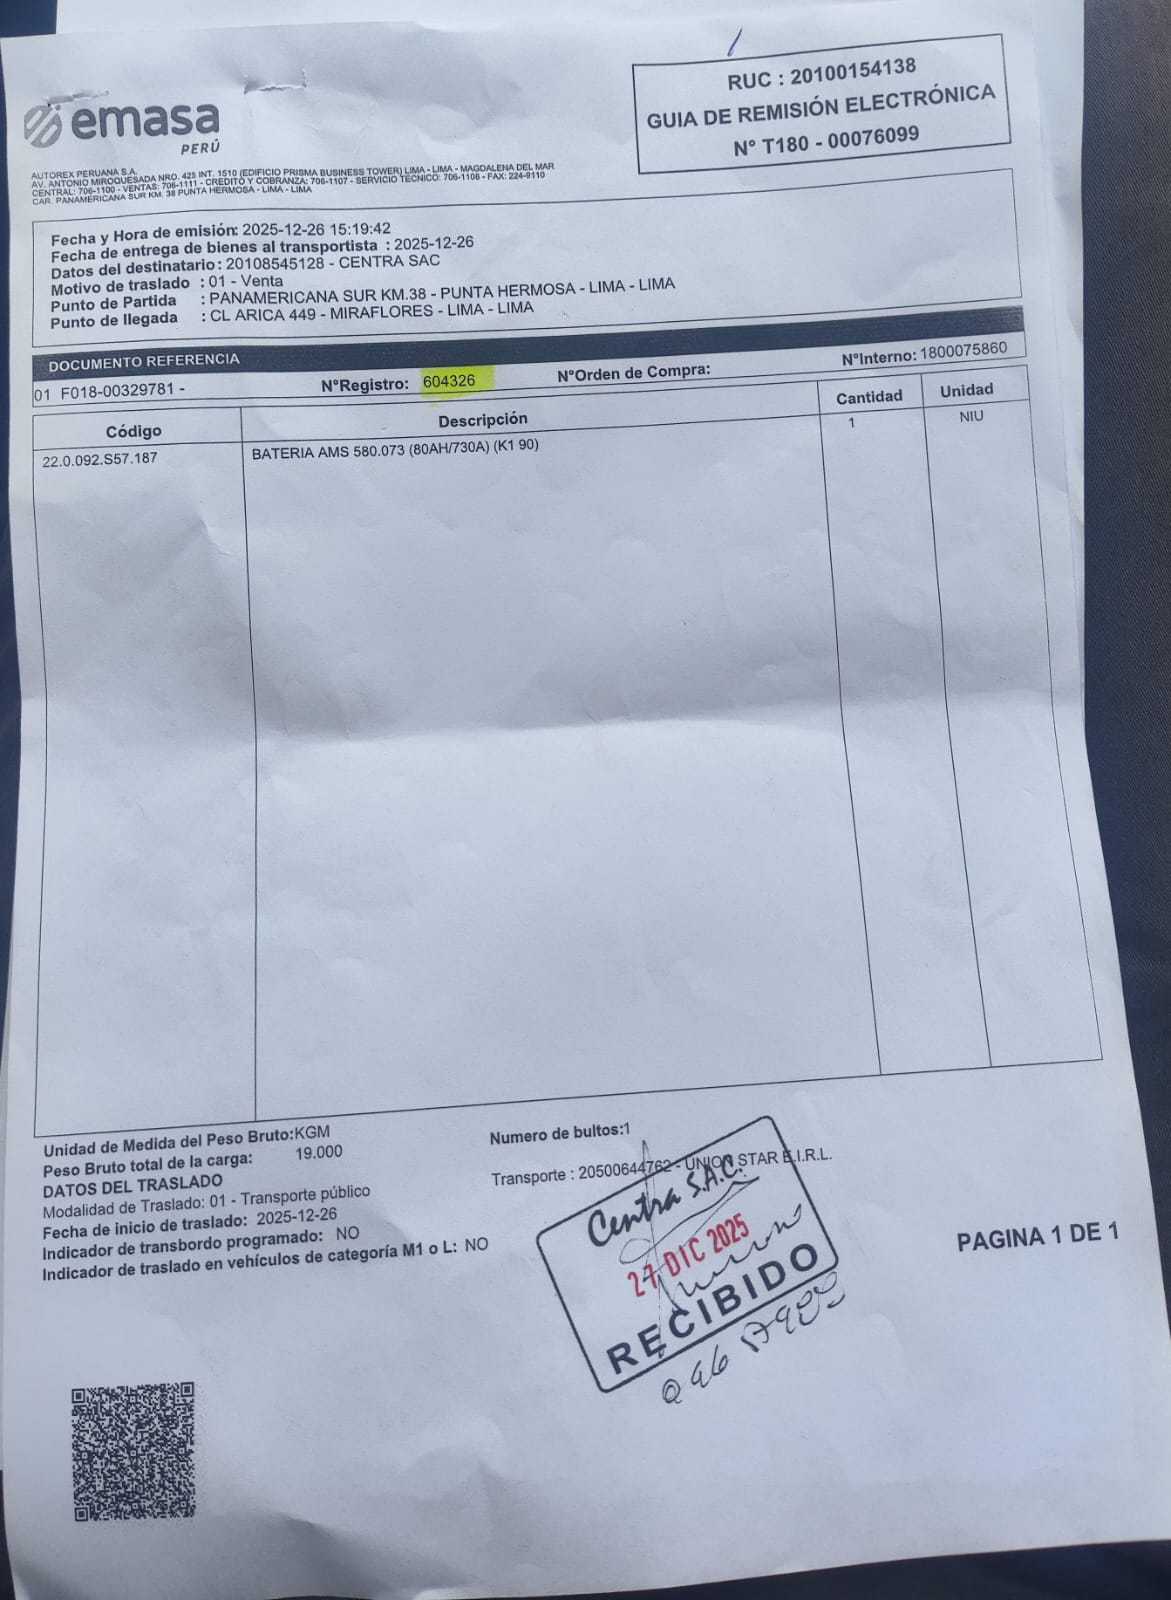 emasa
PERÚ
RUC : 20100154138
GUIA DE REMISIÓN ELECTRÓNICA
N° T180 - 00076099
AUTOREX PERUANA S.A.
AV. ANTONIO MIROQUESADA NRO. 425 INT. 1510 (EDIFICIO PRISMA BUSINESS TOWER) LIMA - LIMA - MAGDALENA DEL MAR
CENTRAL: 706-1100 - VENTAS: 706-1111 - CREDITO Y COBRANZA: 706-1107 - SERVICIO TECNICO: 706-1106 - FAX: 224-9110
CAR. PANAMERICANA SUR KM. 38 PUNTA HERMOSA - LIMA - LIMA
Fecha y Hora de emisión: 2025-12-26 15:19:42
Fecha de entrega de bienes al transportista : 2025-12-26
Datos del destinatario : 20108545128 - CENTRA SAC
Motivo de traslado : 01 - Venta
Punto de Partida : PANAMERICANA SUR KM.38 - PUNTA HERMOSA - LIMA - LIMA
Punto de llegada : CL ARICA 449 - MIRAFLORES - LIMA - LIMA
DOCUMENTO REFERENCIA
01 F018-00329781 - N°Registro: 604326 N°Orden de Compra: N°Interno: 1800075860
Código Descripción Cantidad Unidad
22.0.092.S57.187 BATERIA AMS 580.073 (80AH/730A) (K1 90) 1 NIU
Unidad de Medida del Peso Bruto:KGM Numero de bultos:1
Peso Bruto total de la carga: 19.000 Transporte : 20500644762 - UNION STAR E.I.R.L.
DATOS DEL TRASLADO
Modalidad de Traslado: 01 - Transporte público
Fecha de inicio de traslado: 2025-12-26
Indicador de transbordo programado: NO
Indicador de traslado en vehículos de categoría M1 o L: NO
Centra S.A.C.
27 DIC 2025
RECIBIDO
PAGINA 1 DE 1